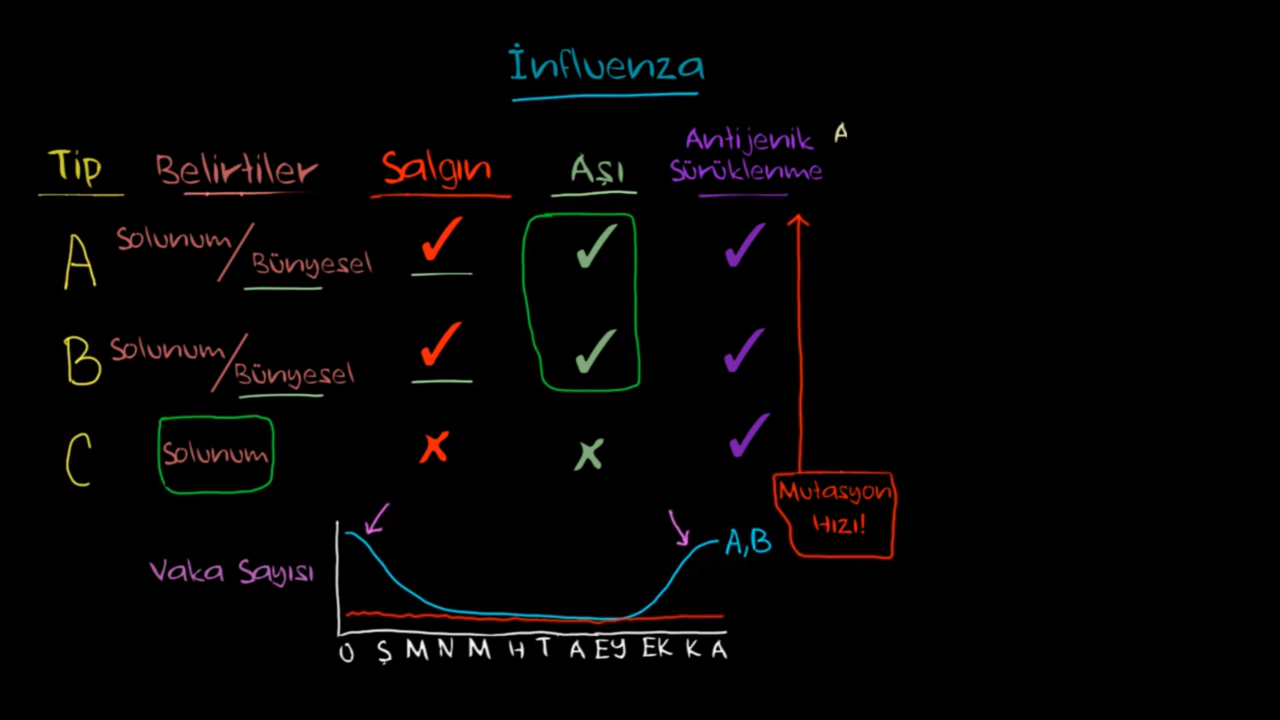 İnfluenza
Tip Belirtiler Salgın Aşı Antijenik Sürüklenme A
A Solunum/Bünyesel ✓ ✓ ✓
B Solunum/Bünyesel ✓ ✓ ✓
C Solunum x x ✓
Mutasyon
Hızı!
Vaka Sayısı
A,B
O Ş M N M H T A EY EK K A